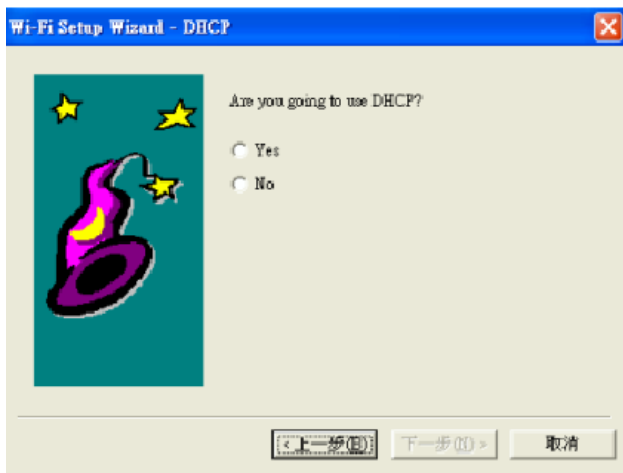 Wi-Fi Setup Wizard - DHCP
Are you going to use DHCP?
Yes
No
<上一步(B) 下一步(N)> 取消